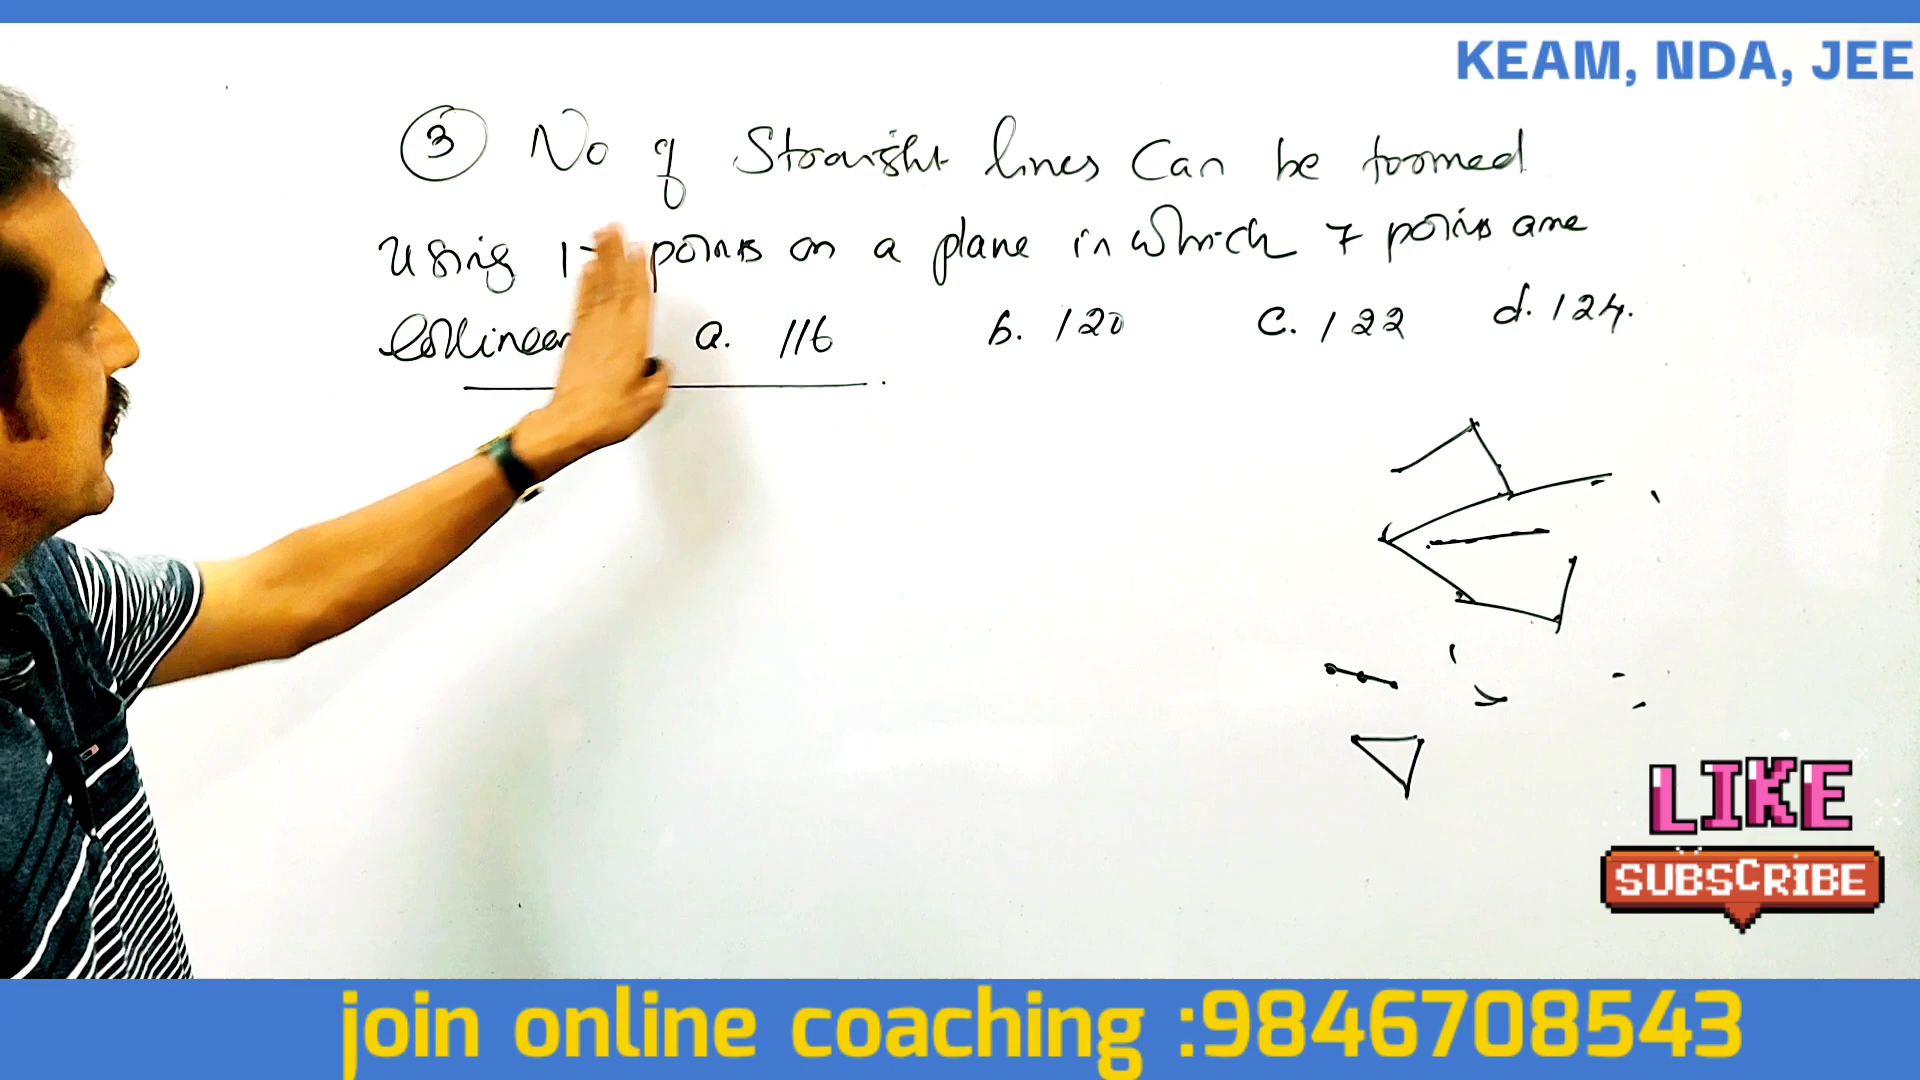 KEAM, NDA, JEE
3 No of Straight lines Can be formed
using points on a plane in which 7 points are
Collinear a. 116 b. 120 c. 122 d. 124.
LIKE
SUBSCRIBE
join online coaching :9846708543